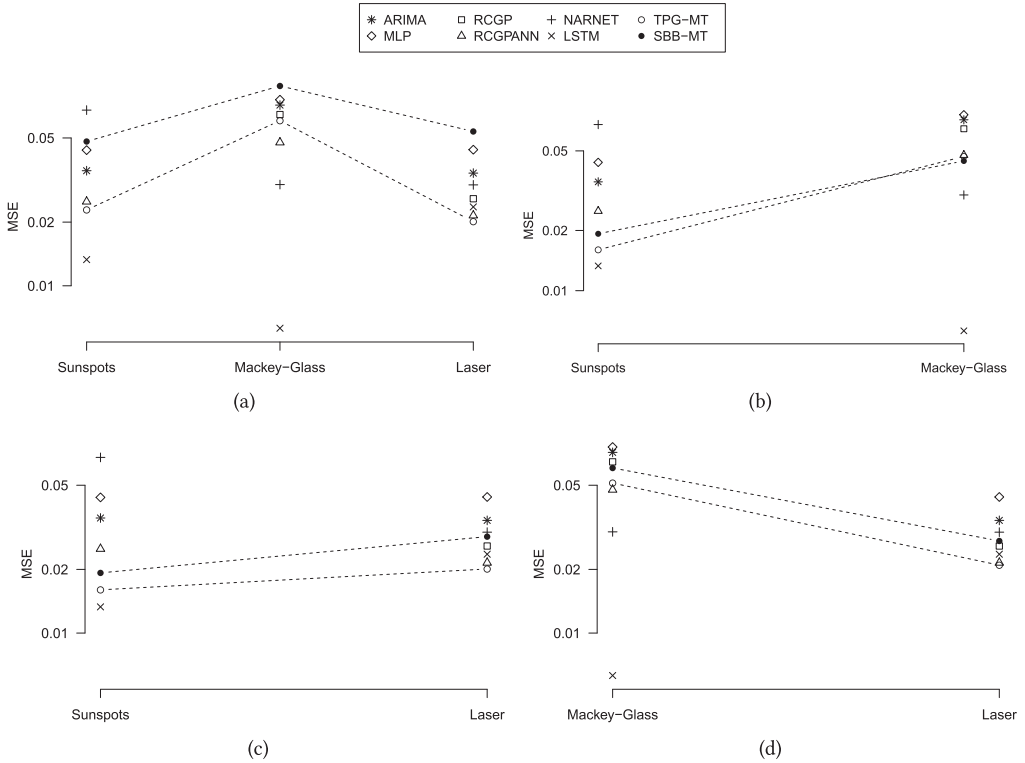 ARIMA RCGP NARNET TPG−MT
MLP RCGPANN LSTM SBB−MT
MSE
0.05
0.02
0.01
Sunspots Mackey−Glass Laser
(a)
MSE
0.05
0.02
0.01
Sunspots Mackey−Glass
(b)
MSE
0.05
0.02
0.01
Sunspots Laser
(c)
MSE
0.05
0.02
0.01
Mackey−Glass Laser
(d)